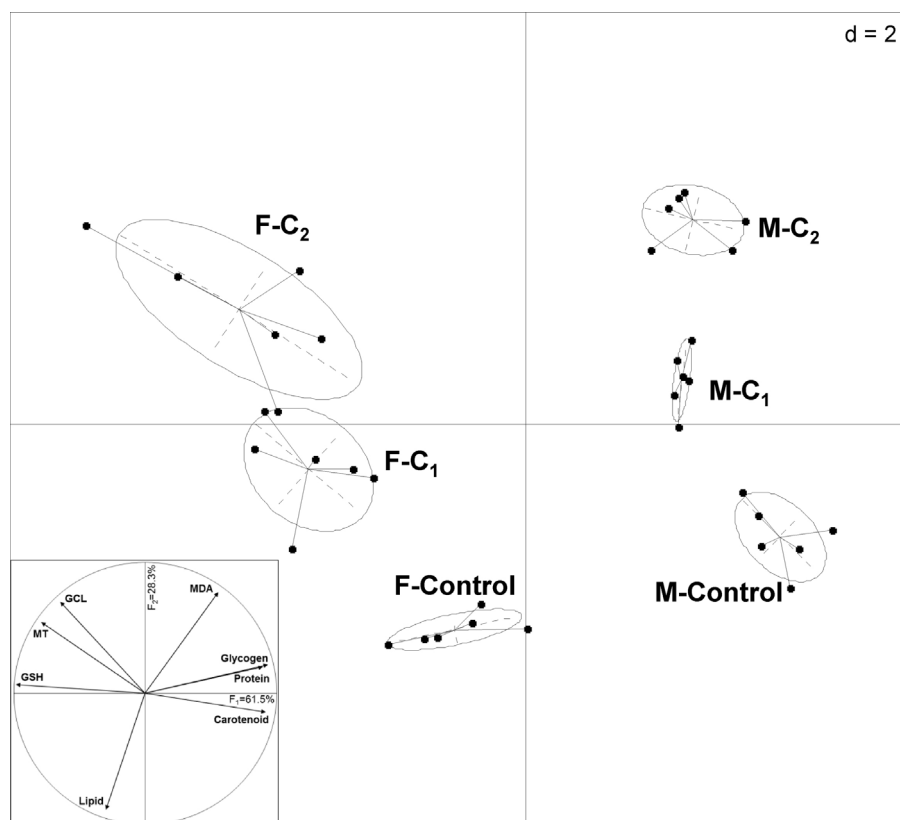 d = 2
F-C₂
M-C₂
M-C₁
F-C₁
F-Control
M-Control
F₂=28.3%
MDA
GCL
MT
Glycogen
Protein
GSH
F₁=61.5%
Carotenoid
Lipid